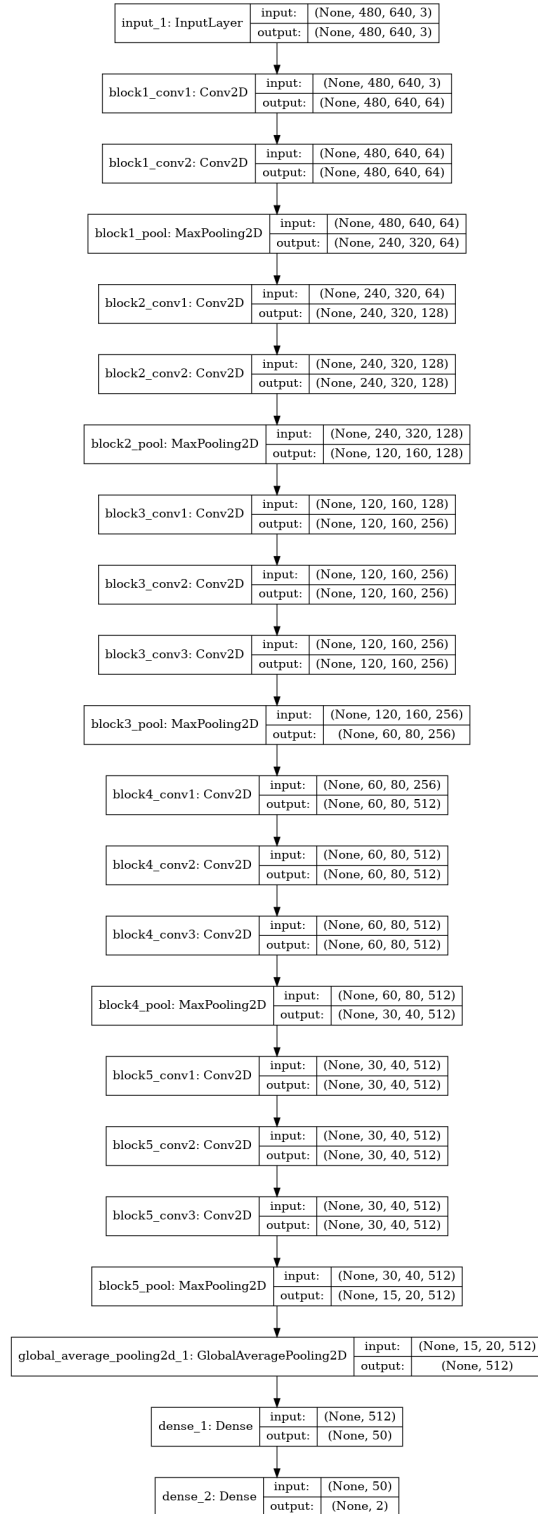 input_1: InputLayer
input: (None, 480, 640, 3)
output: (None, 480, 640, 3)
block1_conv1: Conv2D
input: (None, 480, 640, 3)
output: (None, 480, 640, 64)
block1_conv2: Conv2D
input: (None, 480, 640, 64)
output: (None, 480, 640, 64)
block1_pool: MaxPooling2D
input: (None, 480, 640, 64)
output: (None, 240, 320, 64)
block2_conv1: Conv2D
input: (None, 240, 320, 64)
output: (None, 240, 320, 128)
block2_conv2: Conv2D
input: (None, 240, 320, 128)
output: (None, 240, 320, 128)
block2_pool: MaxPooling2D
input: (None, 240, 320, 128)
output: (None, 120, 160, 128)
block3_conv1: Conv2D
input: (None, 120, 160, 128)
output: (None, 120, 160, 256)
block3_conv2: Conv2D
input: (None, 120, 160, 256)
output: (None, 120, 160, 256)
block3_conv3: Conv2D
input: (None, 120, 160, 256)
output: (None, 120, 160, 256)
block3_pool: MaxPooling2D
input: (None, 120, 160, 256)
output: (None, 60, 80, 256)
block4_conv1: Conv2D
input: (None, 60, 80, 256)
output: (None, 60, 80, 512)
block4_conv2: Conv2D
input: (None, 60, 80, 512)
output: (None, 60, 80, 512)
block4_conv3: Conv2D
input: (None, 60, 80, 512)
output: (None, 60, 80, 512)
block4_pool: MaxPooling2D
input: (None, 60, 80, 512)
output: (None, 30, 40, 512)
block5_conv1: Conv2D
input: (None, 30, 40, 512)
output: (None, 30, 40, 512)
block5_conv2: Conv2D
input: (None, 30, 40, 512)
output: (None, 30, 40, 512)
block5_conv3: Conv2D
input: (None, 30, 40, 512)
output: (None, 30, 40, 512)
block5_pool: MaxPooling2D
input: (None, 30, 40, 512)
output: (None, 15, 20, 512)
global_average_pooling2d_1: GlobalAveragePooling2D
input: (None, 15, 20, 512)
output: (None, 512)
dense_1: Dense
input: (None, 512)
output: (None, 50)
dense_2: Dense
input: (None, 50)
output: (None, 2)